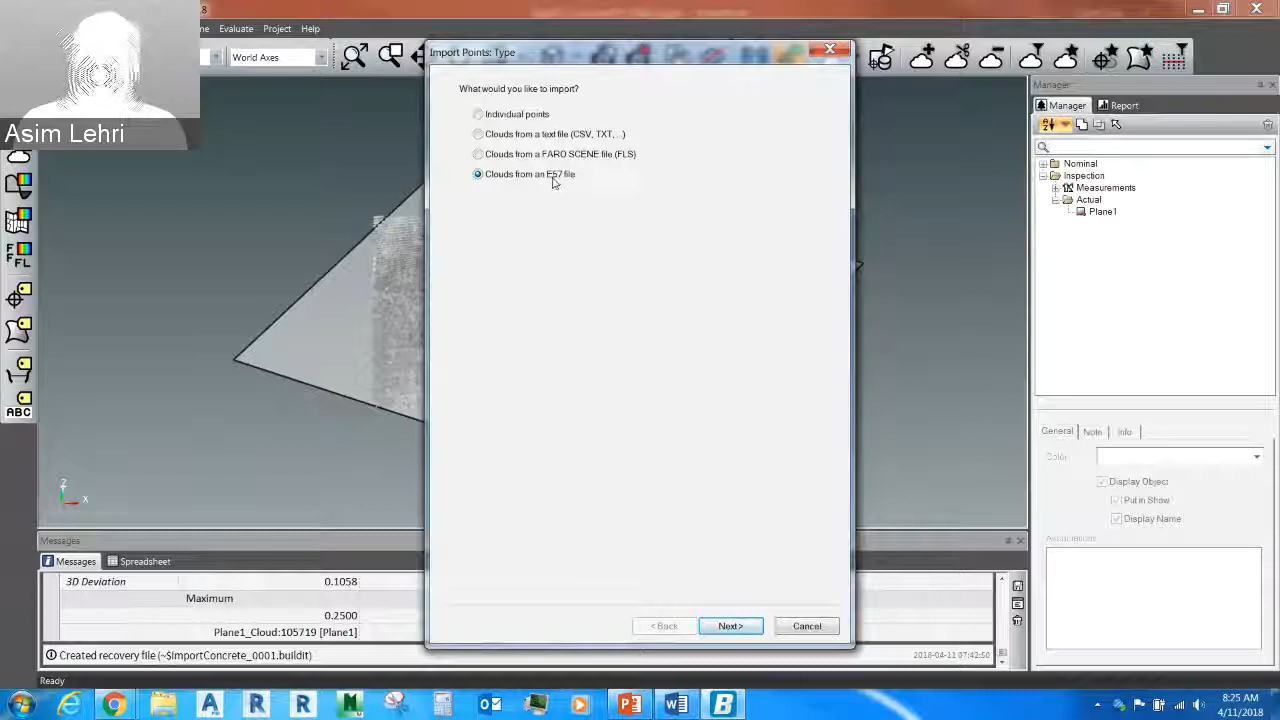 .8
me Evaluate Project Help
World Axes
Asim Lehri
Import Points: Type
What would you like to import?
Individual points
Clouds from a text file (CSV, TXT, ...)
Clouds from a FARO SCENE file (FLS)
Clouds from an E57 file
< Back
Next>
Cancel
Manager
Manager
Report
A
Z
Nominal
Inspection
Measurements
Actual
Plane1
General
Note
Info
Color
Display Object
Put in Show
Display Name
Associations
F
F FL
ABC
Z
X
Messages
Messages
Spreadsheet
3D Deviation 0.1058
Maximum
0.2500
Plane1_Cloud:105719 [Plane1]
Created recovery file (~$ImportConcrete_0001.buildit)
2018-04-11 07:42:50
Ready
8:25 AM
4/11/2018